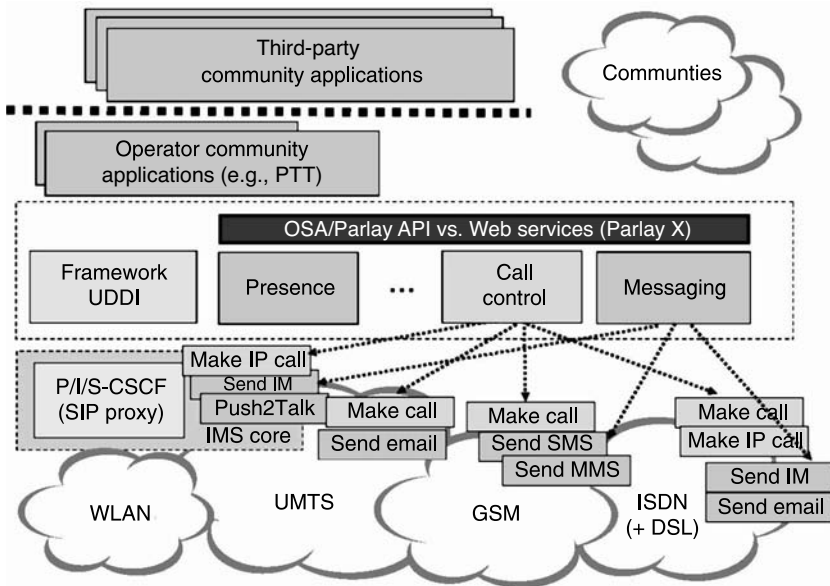 Third-party
community applications
Communties
Operator community
applications (e.g., PTT)
OSA/Parlay API vs. Web services (Parlay X)
Framework
UDDI
Presence
...
Call
control
Messaging
P/I/S-CSCF
(SIP proxy)
Make IP call
Send IM
Push2Talk
IMS core
Make call
Send email
Make call
Send SMS
Send MMS
Make call
Make IP call
Send IM
Send email
WLAN
UMTS
GSM
ISDN
(+ DSL)